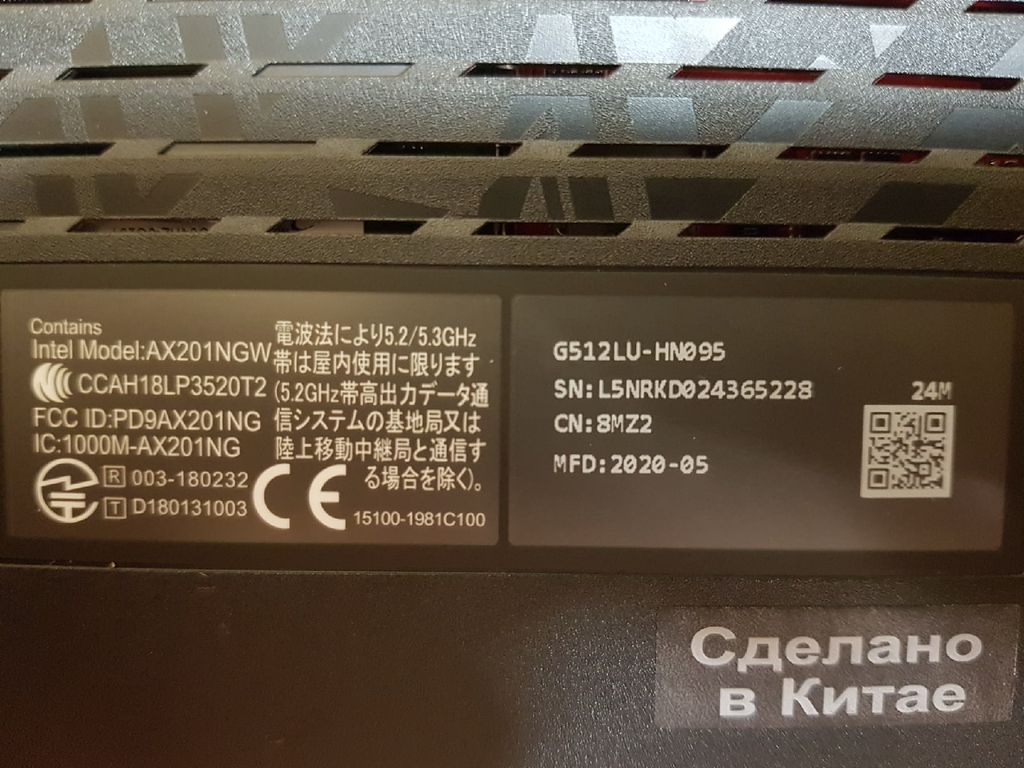 Contains
Intel Model:AX201NGW
CCAH18LP3520T2
FCC ID:PD9AX201NG
IC:1000M-AX201NG
R 003-180232
T D180131003
電波法により5.2/5.3GHz
帯は屋内使用に限ります
(5.2GHz帯高出力データ通
信システムの基地局又は
陸上移動中継局と通信す
る場合を除く)。
CE
15100-1981C100
G512LU-HN095
SN:L5NRKD024365228
24M
CN:8MZ2
MFD:2020-05
Сделано
в Китае